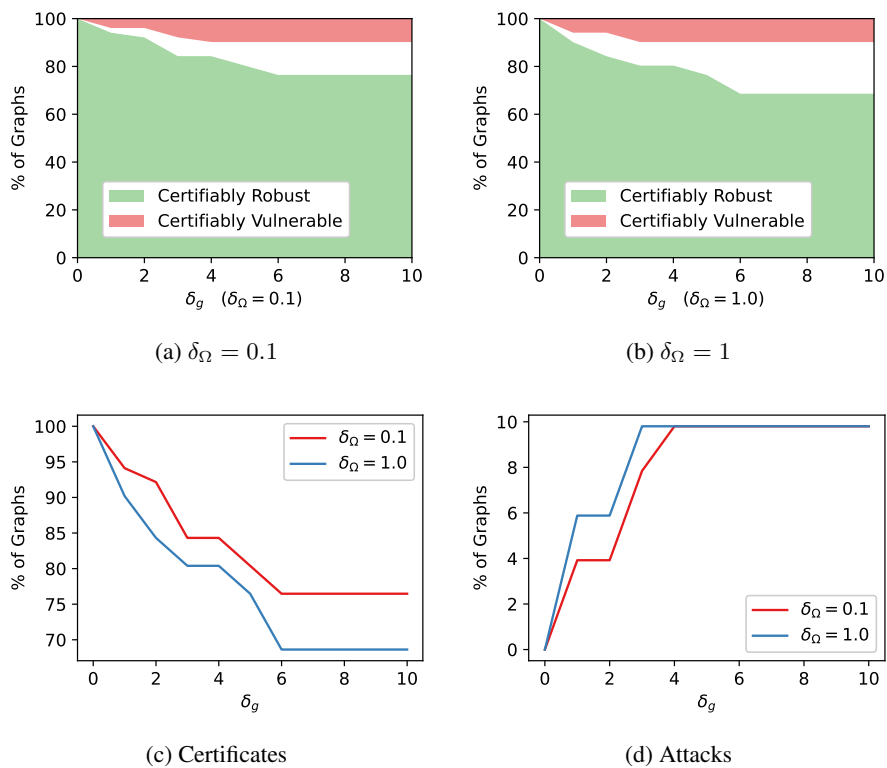 100
80
60
40
20
0
% of Graphs
Certifiably Robust
Certifiably Vulnerable
0 2 4 6 8 10
δg (δΩ = 0.1)
(a) δΩ = 0.1
100
80
60
40
20
0
% of Graphs
Certifiably Robust
Certifiably Vulnerable
0 2 4 6 8 10
δg (δΩ = 1.0)
(b) δΩ = 1
100
95
90
85
80
75
70
% of Graphs
δΩ = 0.1
δΩ = 1.0
0 2 4 6 8 10
δg
(c) Certificates
10
8
6
4
2
0
% of Graphs
δΩ = 0.1
δΩ = 1.0
0 2 4 6 8 10
δg
(d) Attacks